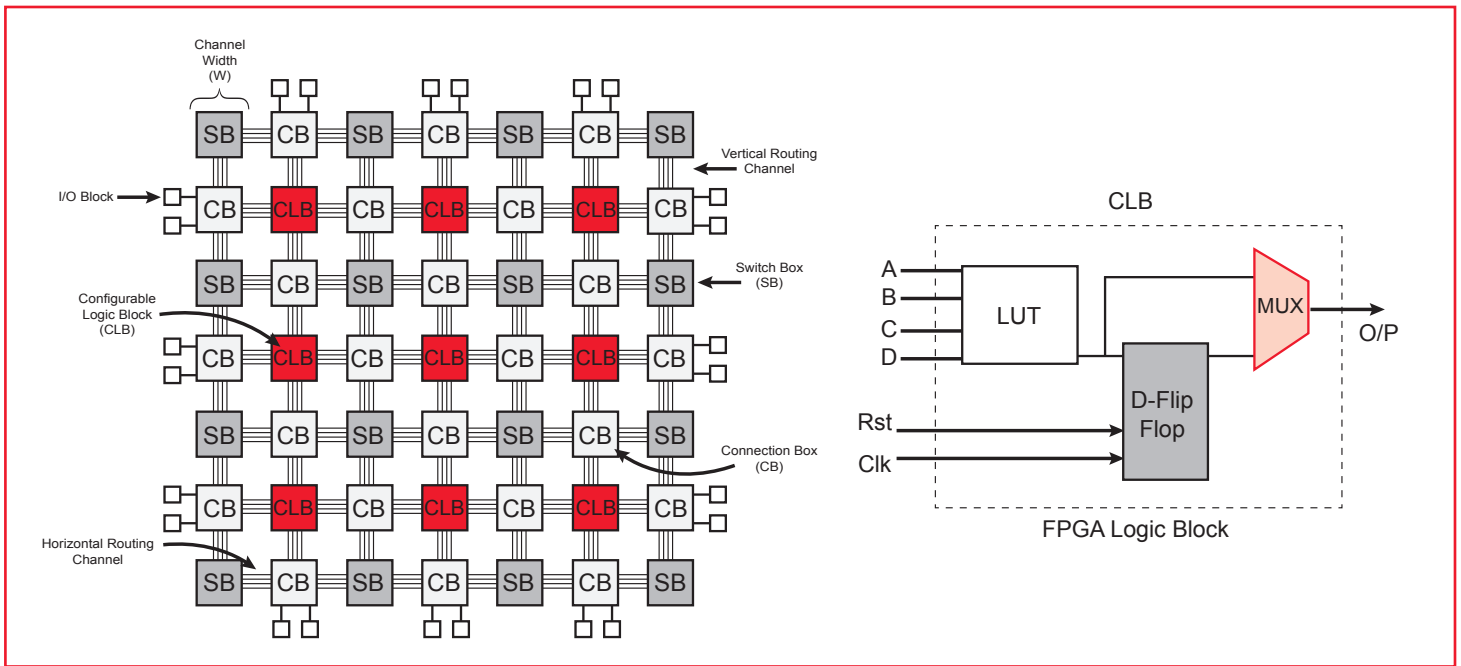 Channel
Width
(W)
SB CB SB CB SB CB SB
Vertical Routing
Channel
I/O Block
CB CLB CB CLB CB CLB CB
SB CB SB CB SB CB SB
Switch Box
(SB)
Configurable
Logic Block
(CLB)
CB CLB CB CLB CB CLB CB
SB CB SB CB SB CB SB
Connection Box
(CB)
CB CLB CB CLB CB CLB CB
Horizontal Routing
Channel
SB CB SB CB SB CB SB
CLB
A
B
C
D
LUT
MUX
O/P
D-Flip
Flop
Rst
Clk
FPGA Logic Block